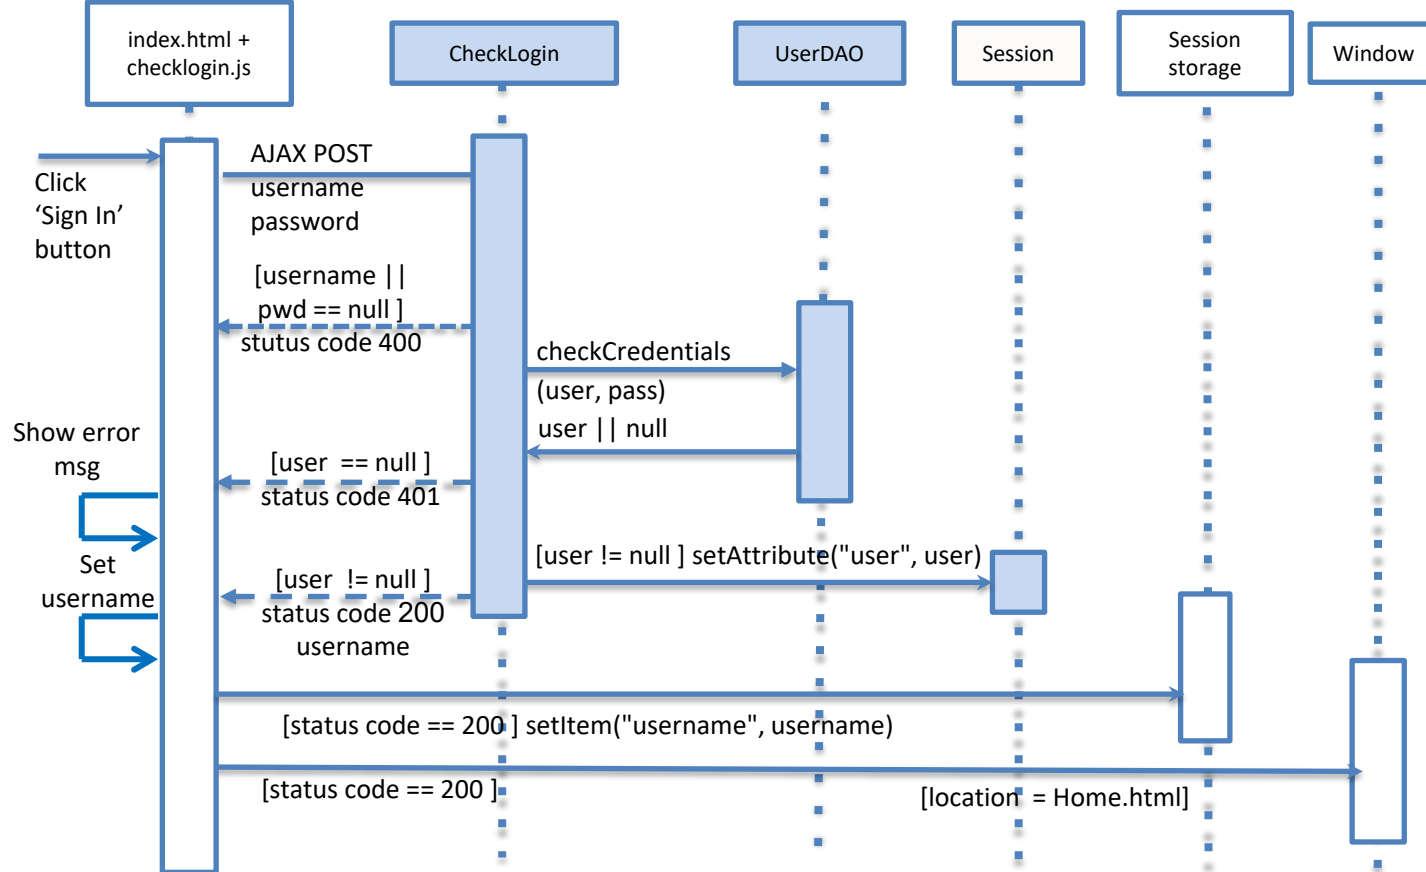 index.html +
checklogin.js
CheckLogin
UserDAO
Session
Session
storage
Window
Click
‘Sign In’
button
AJAX POST
username
password
[username ||
pwd == null ]
stutus code 400
checkCredentials
(user, pass)
user || null
Show error
msg
[user  == null ]
status code 401
[user != null ] setAttribute("user", user)
Set
username
[user  != null ]
status code 200
username
[status code == 200 ] setItem("username", username)
[status code == 200 ]
[location  = Home.html]